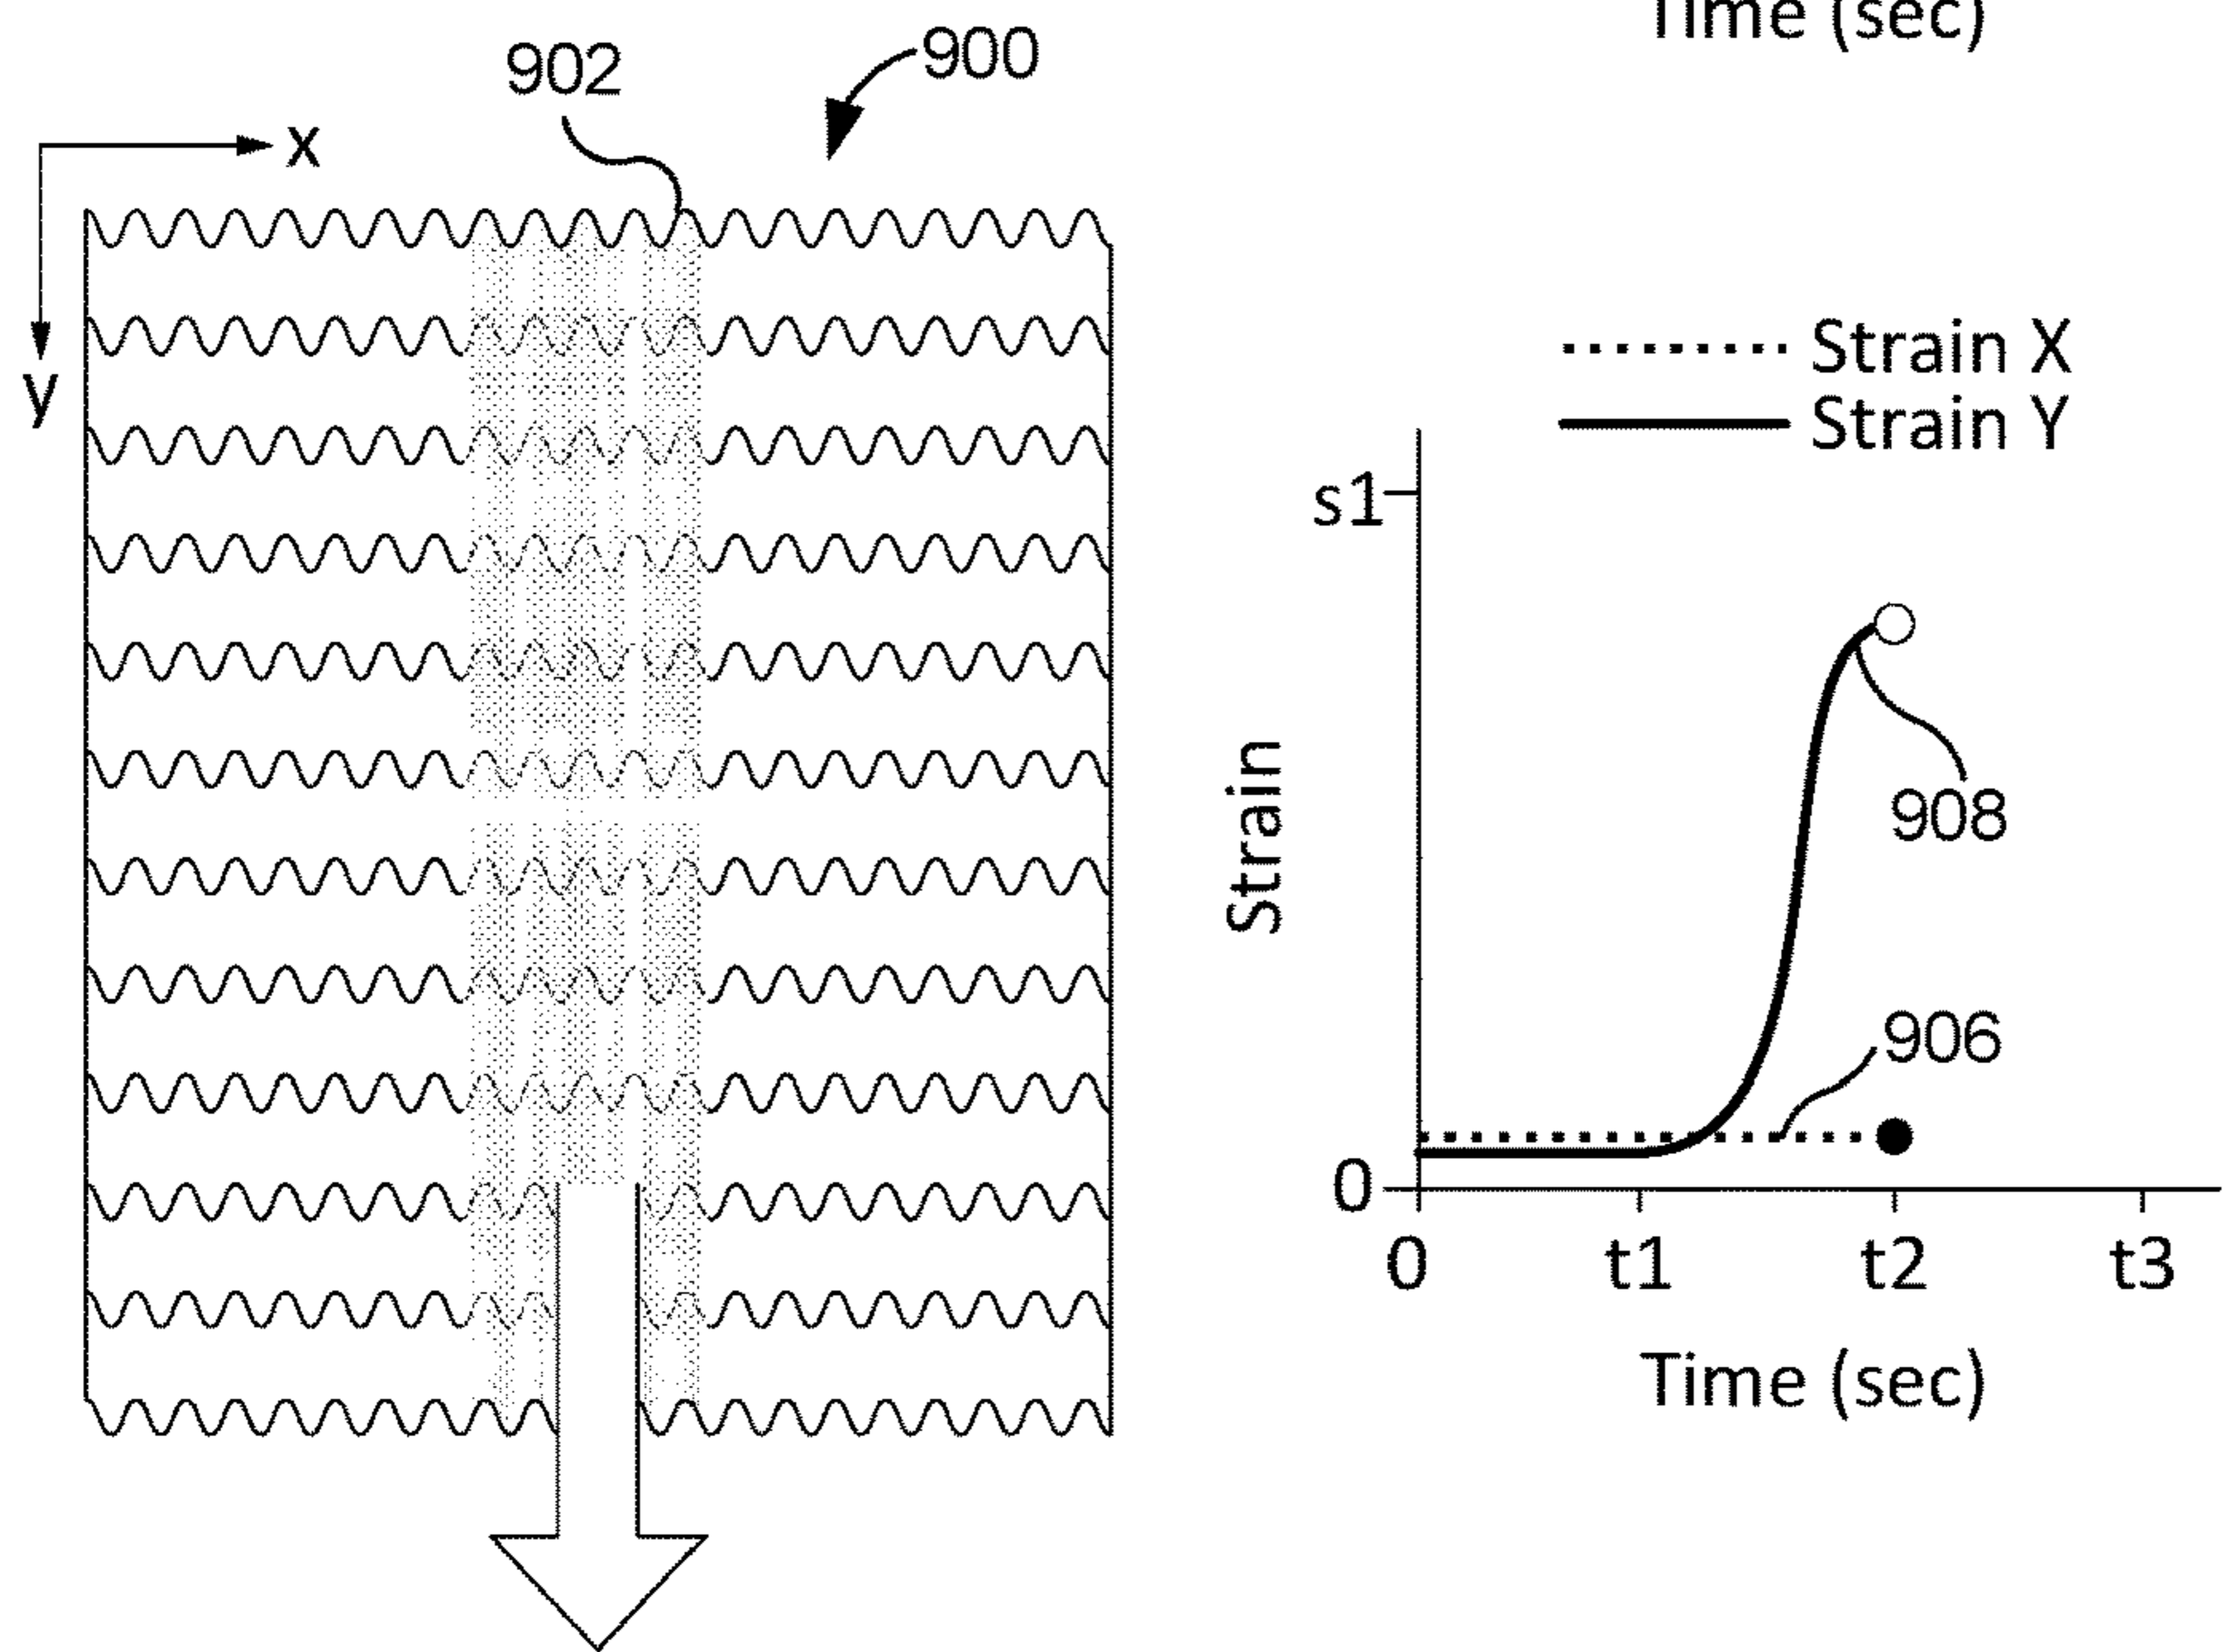 Time (sec)
902
900
x
y
Strain X
Strain Y
s1
Strain
908
906
0
0
t1
t2
t3
Time (sec)